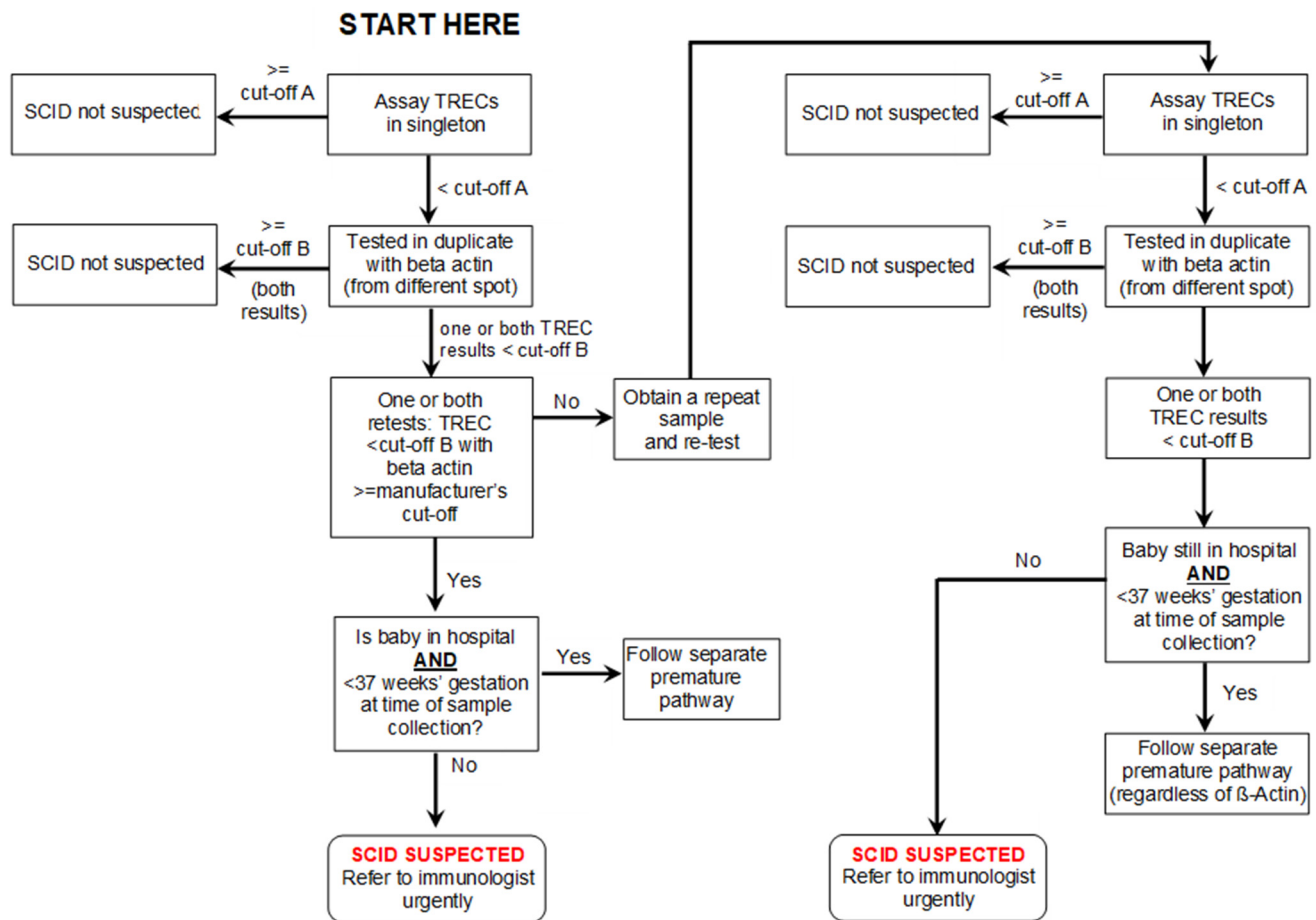 START HERE
>=
cut-off A
SCID not suspected
Assay TRECs
in singleton
< cut-off A
>=
cut-off B
(both
results)
SCID not suspected
Tested in duplicate
with beta actin
(from different spot)
one or both TREC
results < cut-off B
One or both
retests: TREC
<cut-off B with
beta actin
>=manufacturer's
cut-off
No
Obtain a repeat
sample
and re-test
Yes
Is baby in hospital
AND
<37 weeks' gestation
at time of sample
collection?
Yes
Follow separate
premature
pathway
No
SCID SUSPECTED
Refer to immunologist
urgently
>=
cut-off A
SCID not suspected
Assay TRECs
in singleton
< cut-off A
>=
cut-off B
(both
results)
SCID not suspected
Tested in duplicate
with beta actin
(from different spot)
One or both
TREC results
< cut-off B
Baby still in hospital
AND
<37 weeks' gestation
at time of sample
collection?
No
Yes
Follow separate
premature pathway
(regardless of ß-Actin)
SCID SUSPECTED
Refer to immunologist
urgently